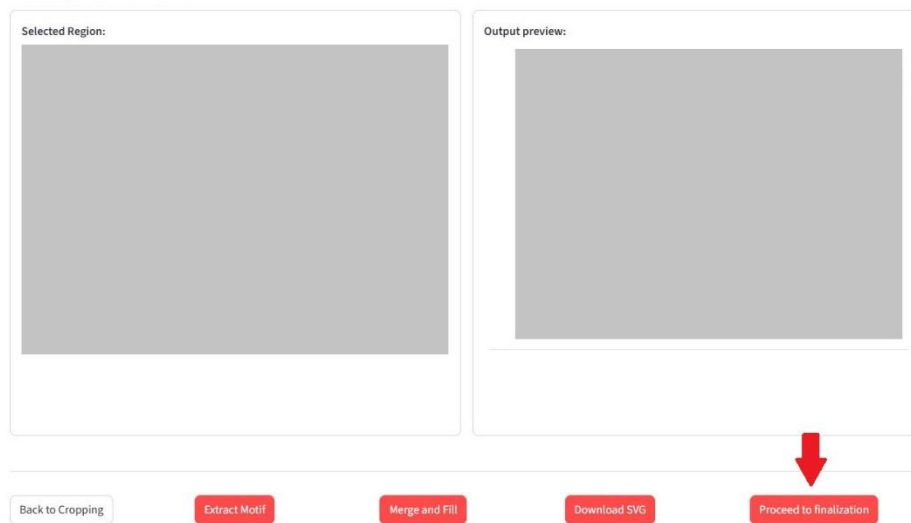 Selected Region:
Output preview:
Back to Cropping
Extract Motif
Merge and Fill
Download SVG
Proceed to finalization